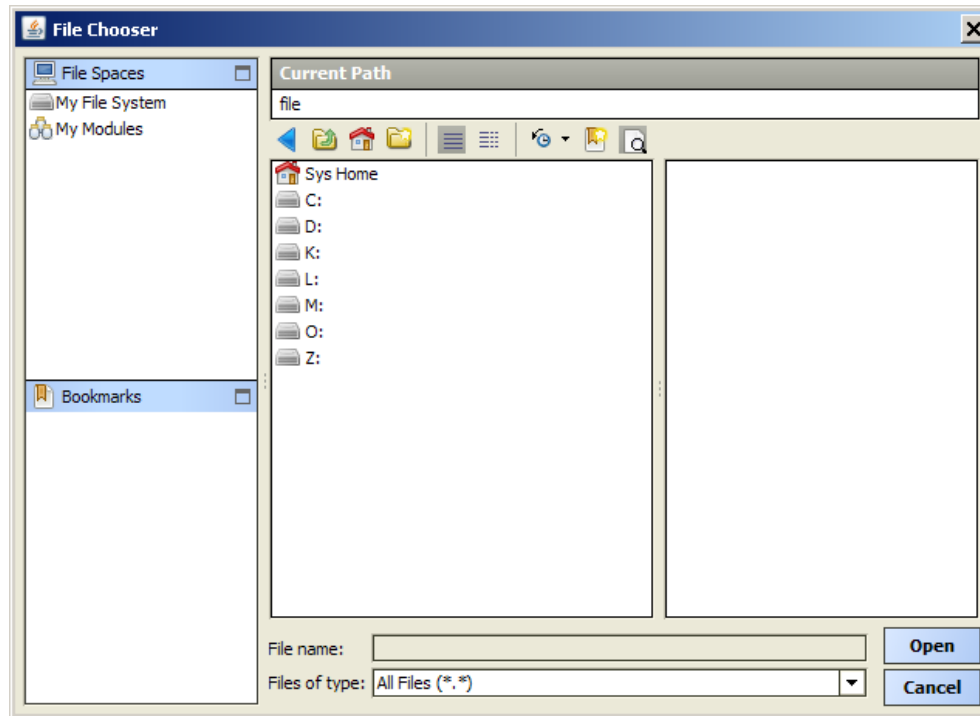 File Chooser
File Spaces
My File System
My Modules
Bookmarks
Current Path
file
Sys Home
C:
D:
K:
L:
M:
O:
Z:
File name:
Open
Files of type: All Files (*.*)
Cancel